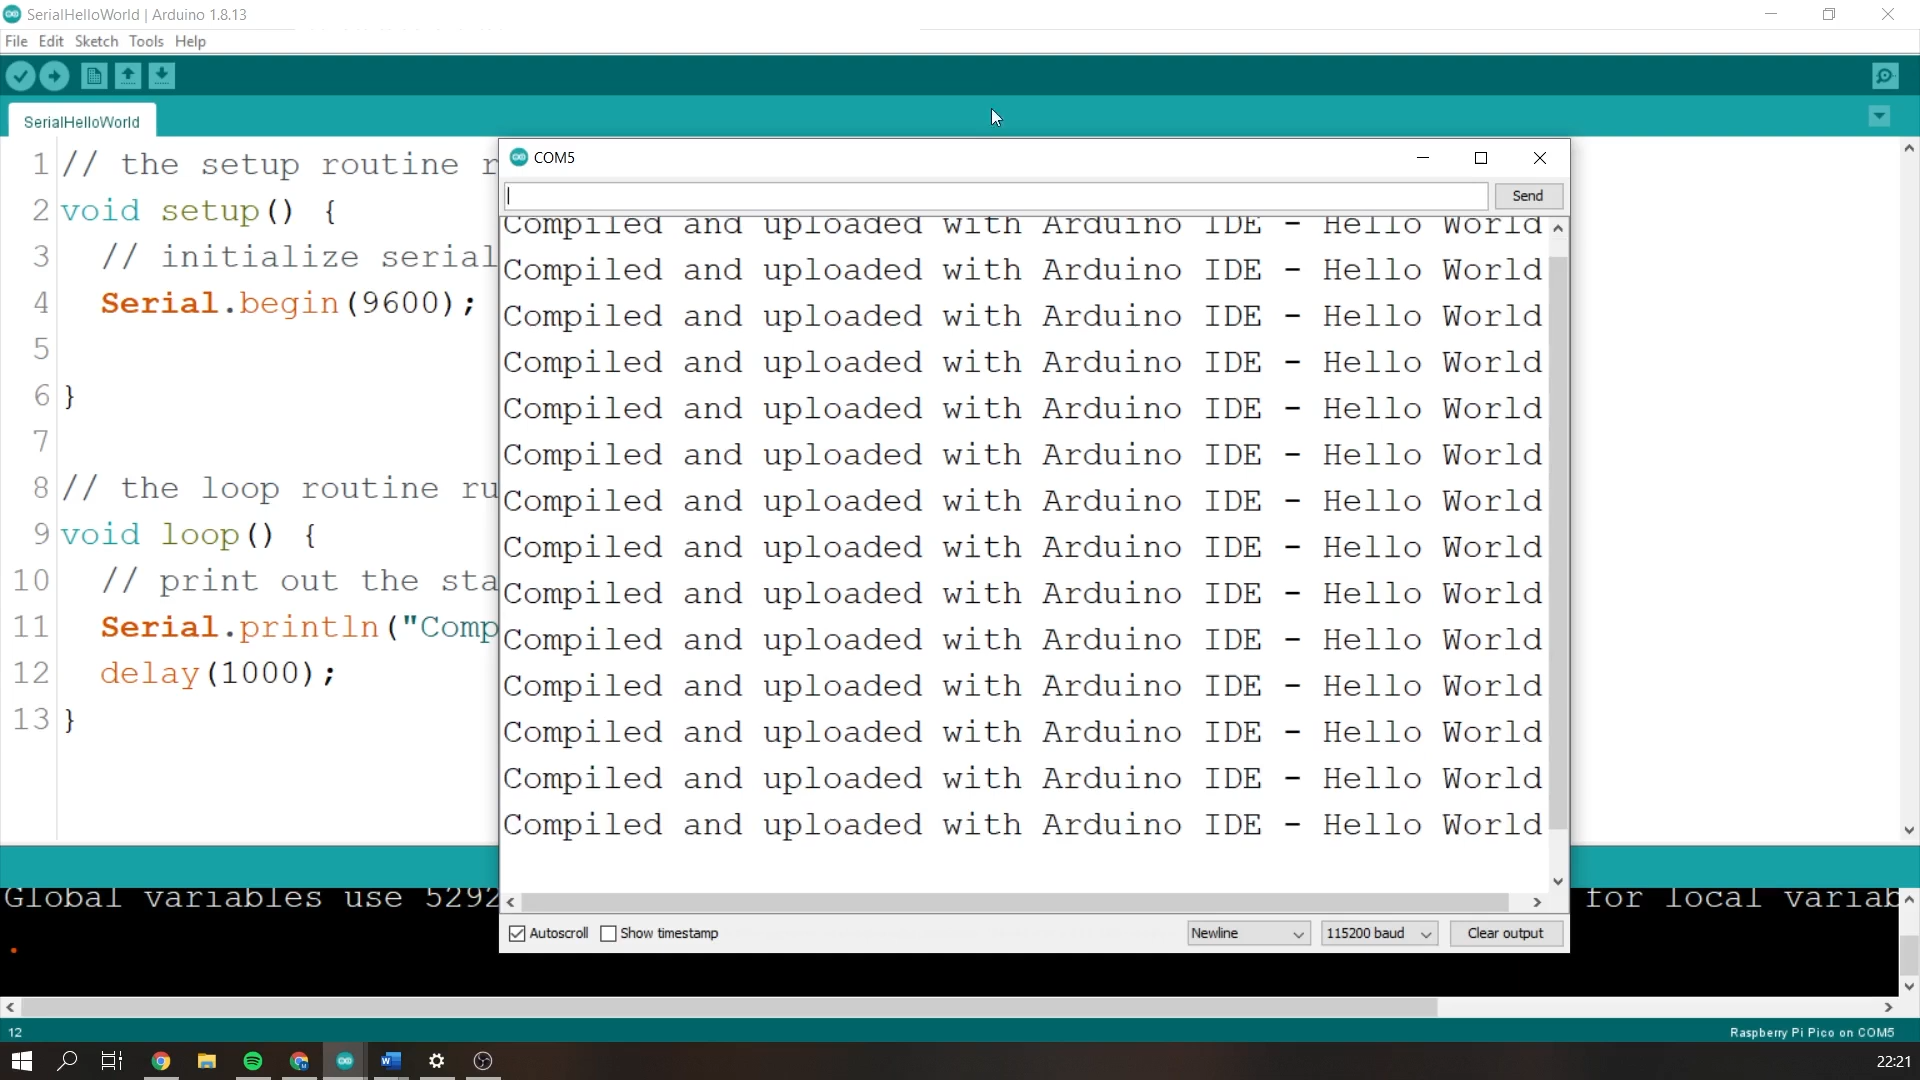 SerialHelloWorld | Arduino 1.8.13
File Edit Sketch Tools Help
SerialHelloWorld
1 // the setup routine r
2 void setup() {
3 // initialize serial
4 Serial.begin(9600);
5
6 }
7
8 // the loop routine ru
9 void loop() {
10 // print out the sta
11 Serial.println("Comp
12 delay(1000);
13 }
COM5
Send
Compiled and uploaded with Arduino IDE - Hello World
Compiled and uploaded with Arduino IDE - Hello World
Compiled and uploaded with Arduino IDE - Hello World
Compiled and uploaded with Arduino IDE - Hello World
Compiled and uploaded with Arduino IDE - Hello World
Compiled and uploaded with Arduino IDE - Hello World
Compiled and uploaded with Arduino IDE - Hello World
Compiled and uploaded with Arduino IDE - Hello World
Compiled and uploaded with Arduino IDE - Hello World
Compiled and uploaded with Arduino IDE - Hello World
Compiled and uploaded with Arduino IDE - Hello World
Compiled and uploaded with Arduino IDE - Hello World
Compiled and uploaded with Arduino IDE - Hello World
Compiled and uploaded with Arduino IDE - Hello World
Autoscroll Show timestamp Newline 115200 baud Clear output
Global variables use 5292 for local variab
12 Raspberry Pi Pico on COM5
22:21